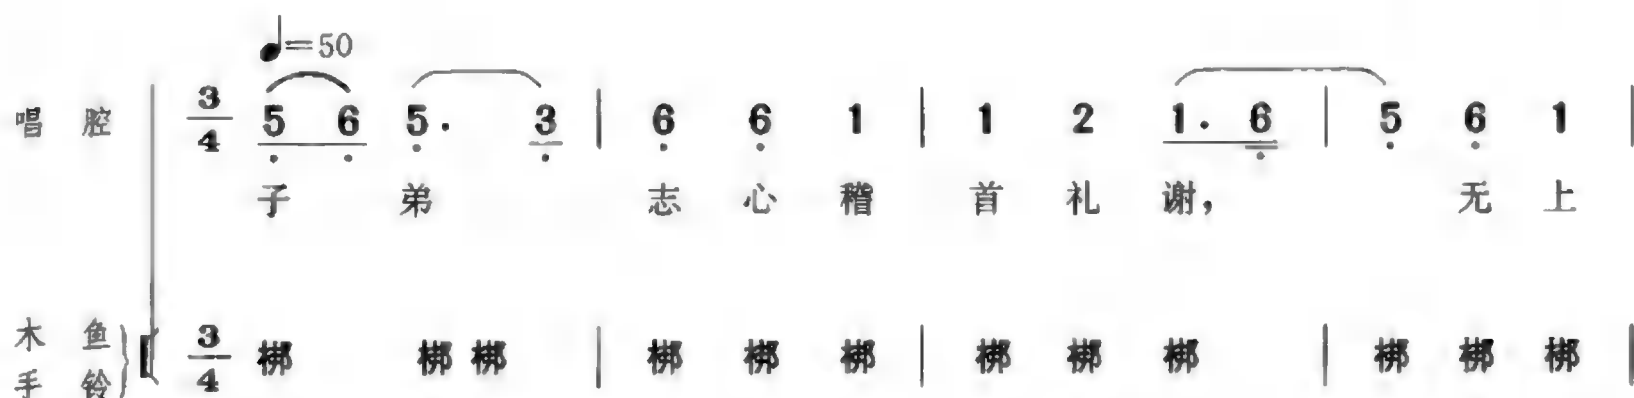 ♩=50
唱 腔 3/4 5 6 5. 3 | 6 6 1 | 1 2 1. 6 | 5 6 1 |
子 弟 志 心 稽 首 礼 谢, 无 上
木 鱼
手 铃 3/4 梆 梆 梆 | 梆 梆 梆 | 梆 梆 梆 | 梆 梆 梆 |